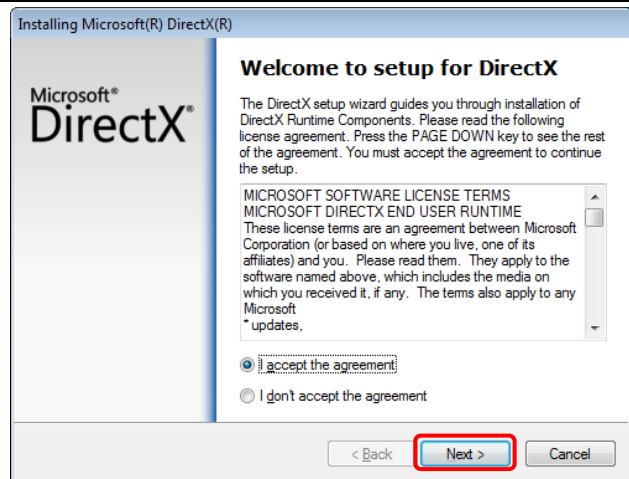 Installing Microsoft(R) DirectX(R)
Microsoft®
DirectX®
Welcome to setup for DirectX
The DirectX setup wizard guides you through installation of
DirectX Runtime Components. Please read the following
license agreement. Press the PAGE DOWN key to see the rest
of the agreement. You must accept the agreement to continue
the setup.
MICROSOFT SOFTWARE LICENSE TERMS
MICROSOFT DIRECTX END USER RUNTIME
These license terms are an agreement between Microsoft
Corporation (or based on where you live, one of its
affiliates) and you.  Please read them.  They apply to the
software named above, which includes the media on
which you received it, if any.  The terms also apply to any
Microsoft
* updates,
I accept the agreement
I don't accept the agreement
< Back
Next >
Cancel